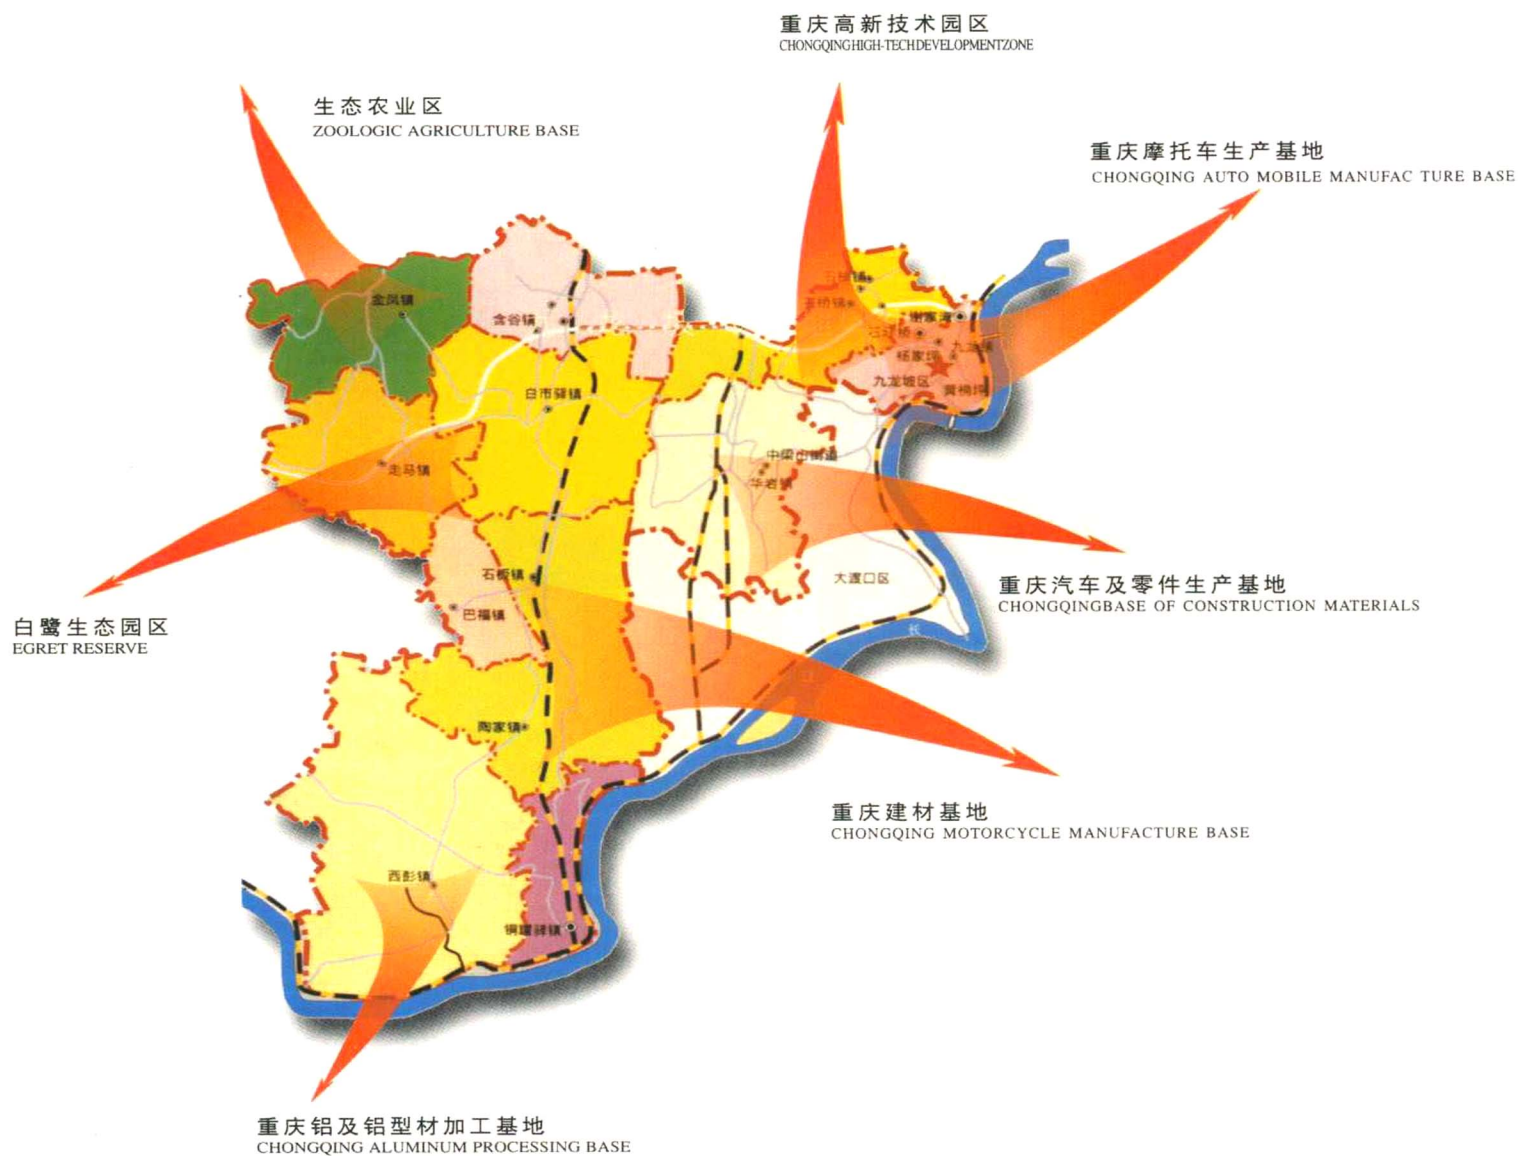 重庆高新技术园区
CHONGQINGHIGH-TECHDEVELOPMENTZONE
生态农业区
ZOOLOGIC AGRICULTURE BASE
重庆摩托车生产基地
CHONGQING AUTO MOBILE MANUFAC TURE BASE
金凤镇
含谷镇
白市驿镇
走马镇
杨家坪
九龙坡区
黄桷坪
中梁山街道
华岩镇
石板镇
巴福镇
大渡口区
重庆汽车及零件生产基地
CHONGQINGBASE OF CONSTRUCTION MATERIALS
白鹭生态园区
EGRET RESERVE
长
江
陶家镇
重庆建材基地
CHONGQING MOTORCYCLE MANUFACTURE BASE
西彭镇
铜罐驿镇
重庆铝及铝型材加工基地
CHONGQING ALUMINUM PROCESSING BASE